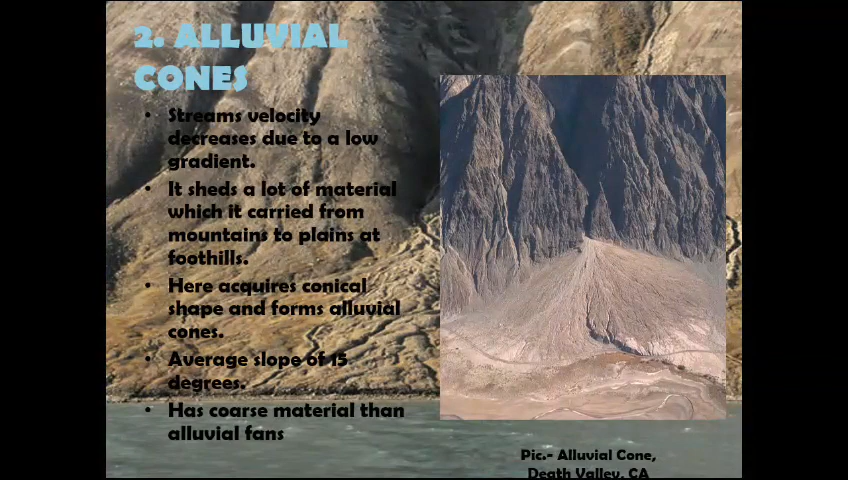 2. ALLUVIAL
CONES
• Streams velocity
decreases due to a low
gradient.
• It sheds a lot of material
which it carried from
mountains to plains at
foothills.
• Here acquires conical
shape and forms alluvial
cones.
• Average slope of 15
degrees.
• Has coarse material than
alluvial fans
Pic.- Alluvial Cone,
Death Valley, CA